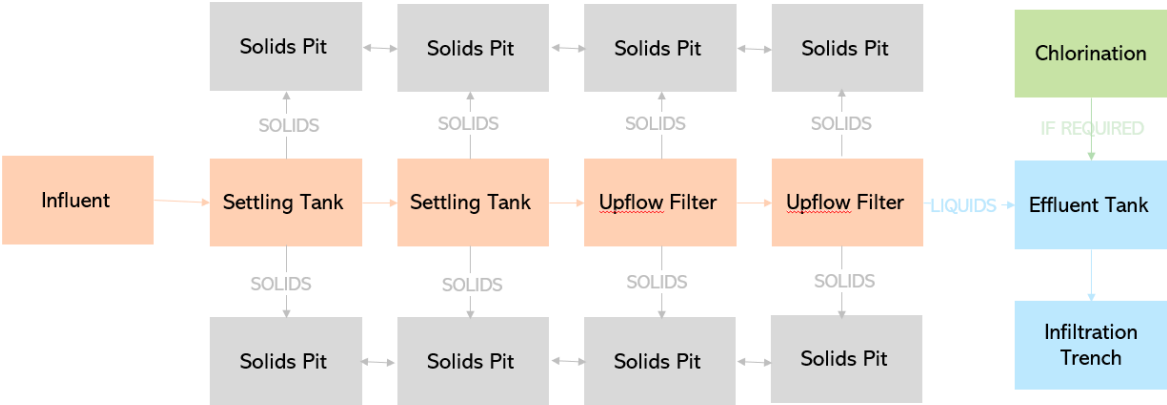 Solids Pit
Solids Pit
Solids Pit
Solids Pit
Chlorination
SOLIDS
SOLIDS
SOLIDS
SOLIDS
IF REQUIRED
Influent
Settling Tank
Settling Tank
Upflow Filter
Upflow Filter
LIQUIDS
Effluent Tank
SOLIDS
SOLIDS
SOLIDS
SOLIDS
Solids Pit
Solids Pit
Solids Pit
Solids Pit
Infiltration
Trench